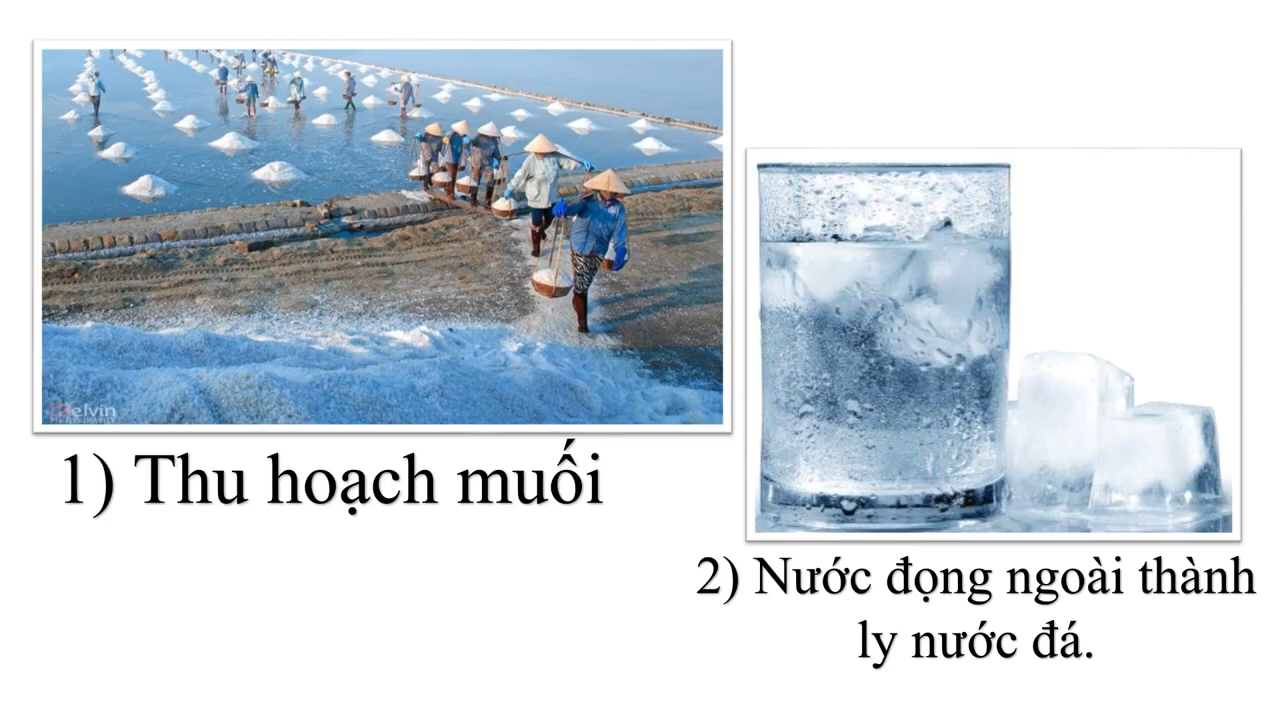 1) Thu hoạch muối
2) Nước đọng ngoài thành
ly nước đá.